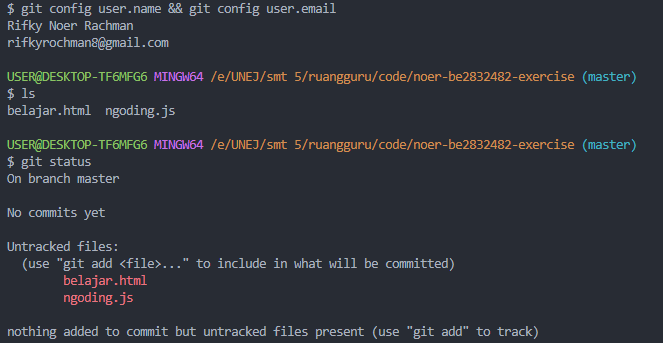 $ git config user.name && git config user.email
Rifky Noer Rachman
rifkyrochman8@gmail.com
USER@DESKTOP-TF6MFG6 MINGW64 /e/UNEJ/smt 5/ruangguru/code/noer-be2832482-exercise (master)
$ ls
belajar.html  ngoding.js
USER@DESKTOP-TF6MFG6 MINGW64 /e/UNEJ/smt 5/ruangguru/code/noer-be2832482-exercise (master)
$ git status
On branch master
No commits yet
Untracked files:
  (use "git add <file>..." to include in what will be committed)
        belajar.html
        ngoding.js
nothing added to commit but untracked files present (use "git add" to track)